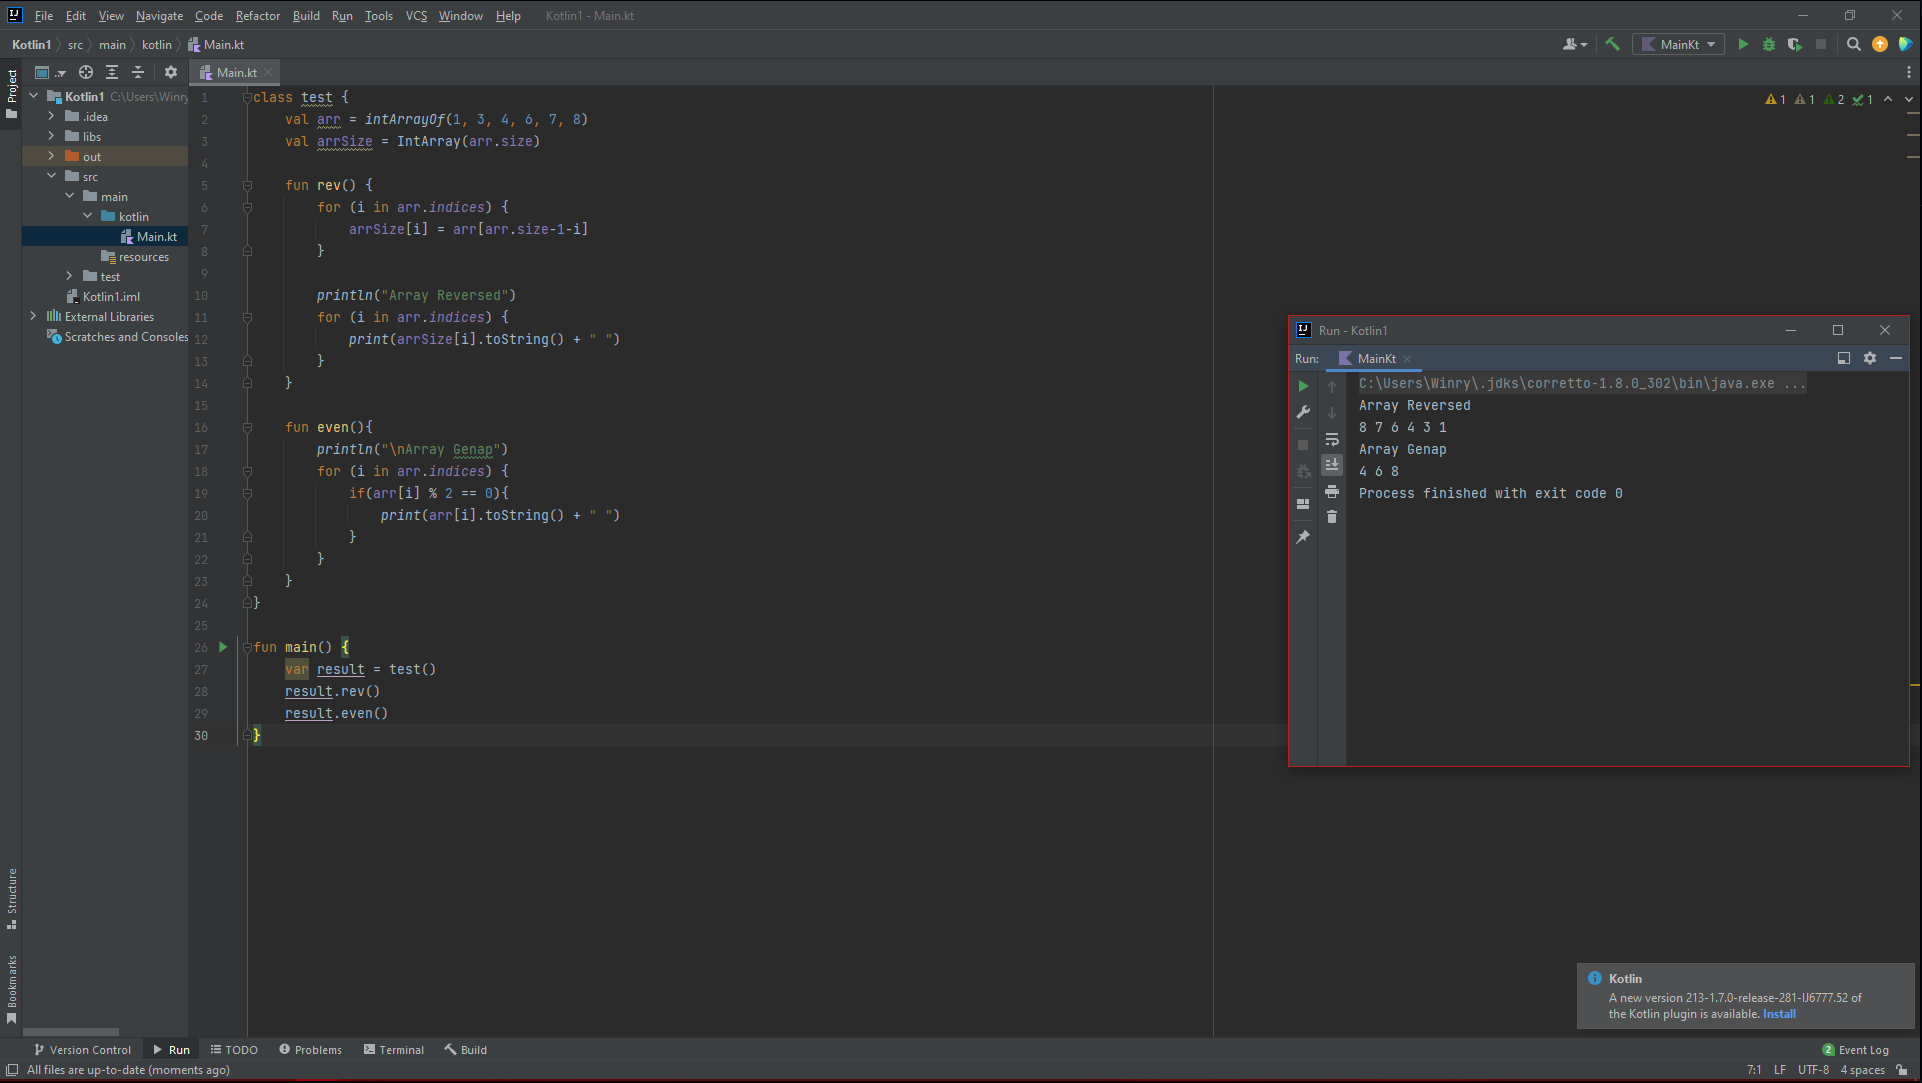 File Edit View Navigate Code Refactor Build Run Tools VCS Window Help Kotlin1 - Main.kt
Kotlin1 src main kotlin Main.kt
MainKt
Project
Main.kt
Kotlin1 C:\Users\Winry
.idea
libs
out
src
main
kotlin
Main.kt
resources
test
Kotlin1.iml
External Libraries
Scratches and Consoles
1 1 2 1
1 class test {
2 val arr = intArrayOf(1, 3, 4, 6, 7, 8)
3 val arrSize = IntArray(arr.size)
4
5 fun rev() {
6 for (i in arr.indices) {
7 arrSize[i] = arr[arr.size-1-i]
8 }
9
10 println("Array Reversed")
11 for (i in arr.indices) {
12 print(arrSize[i].toString() + " ")
13 }
14 }
15
16 fun even(){
17 println("\nArray Genap")
18 for (i in arr.indices) {
19 if(arr[i] % 2 == 0){
20 print(arr[i].toString() + " ")
21 }
22 }
23 }
24 }
25
26 fun main() {
27 var result = test()
28 result.rev()
29 result.even()
30 }
Run - Kotlin1
Run: MainKt
C:\Users\Winry\.jdks\corretto-1.8.0_302\bin\java.exe ...
Array Reversed
8 7 6 4 3 1
Array Genap
4 6 8
Process finished with exit code 0
Structure
Bookmarks
Kotlin
A new version 213-1.7.0-release-281-IJ6777.52 of
the Kotlin plugin is available. Install
Version Control Run TODO Problems Terminal Build
2 Event Log
All files are up-to-date (moments ago)
7:1 LF UTF-8 4 spaces